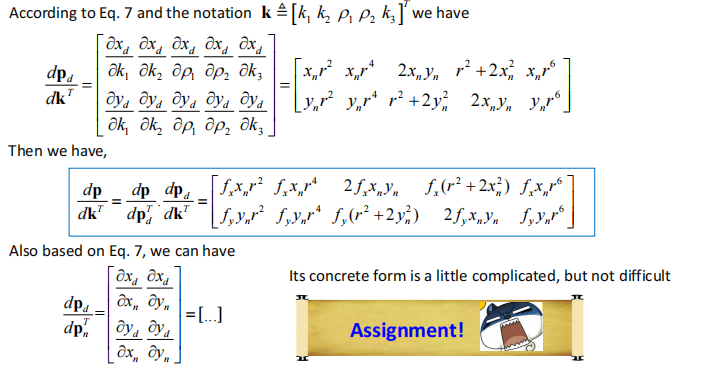 According to Eq. 7 and the notation $\mathbf{k} \triangleq [k_1 \; k_2 \; \rho_1 \; \rho_2 \; k_3]^T$ we have
$\frac{d\mathbf{p}_d}{d\mathbf{k}^T} = \begin{bmatrix} \frac{\partial x_d}{\partial k_1} & \frac{\partial x_d}{\partial k_2} & \frac{\partial x_d}{\partial \rho_1} & \frac{\partial x_d}{\partial \rho_2} & \frac{\partial x_d}{\partial k_3} \\ \frac{\partial y_d}{\partial k_1} & \frac{\partial y_d}{\partial k_2} & \frac{\partial y_d}{\partial \rho_1} & \frac{\partial y_d}{\partial \rho_2} & \frac{\partial y_d}{\partial k_3} \end{bmatrix} = \begin{bmatrix} x_n r^2 & x_n r^4 & 2x_n y_n & r^2 + 2x_n^2 & x_n r^6 \\ y_n r^2 & y_n r^4 & r^2 + 2y_n^2 & 2x_n y_n & y_n r^6 \end{bmatrix}$
Then we have,
$\frac{d\mathbf{p}}{d\mathbf{k}^T} = \frac{d\mathbf{p}}{d\mathbf{p}_d^T} \cdot \frac{d\mathbf{p}_d}{d\mathbf{k}^T} = \begin{bmatrix} f_x x_n r^2 & f_x x_n r^4 & 2f_x x_n y_n & f_x(r^2 + 2x_n^2) & f_x x_n r^6 \\ f_y y_n r^2 & f_y y_n r^4 & f_y(r^2 + 2y_n^2) & 2f_y x_n y_n & f_y y_n r^6 \end{bmatrix}$
Also based on Eq. 7, we can have
$\frac{d\mathbf{p}_d}{d\mathbf{p}_n^T} = \begin{bmatrix} \frac{\partial x_d}{\partial x_n} & \frac{\partial x_d}{\partial y_n} \\ \frac{\partial y_d}{\partial x_n} & \frac{\partial y_d}{\partial y_n} \end{bmatrix} = [...]$
Its concrete form is a little complicated, but not difficult
Assignment!